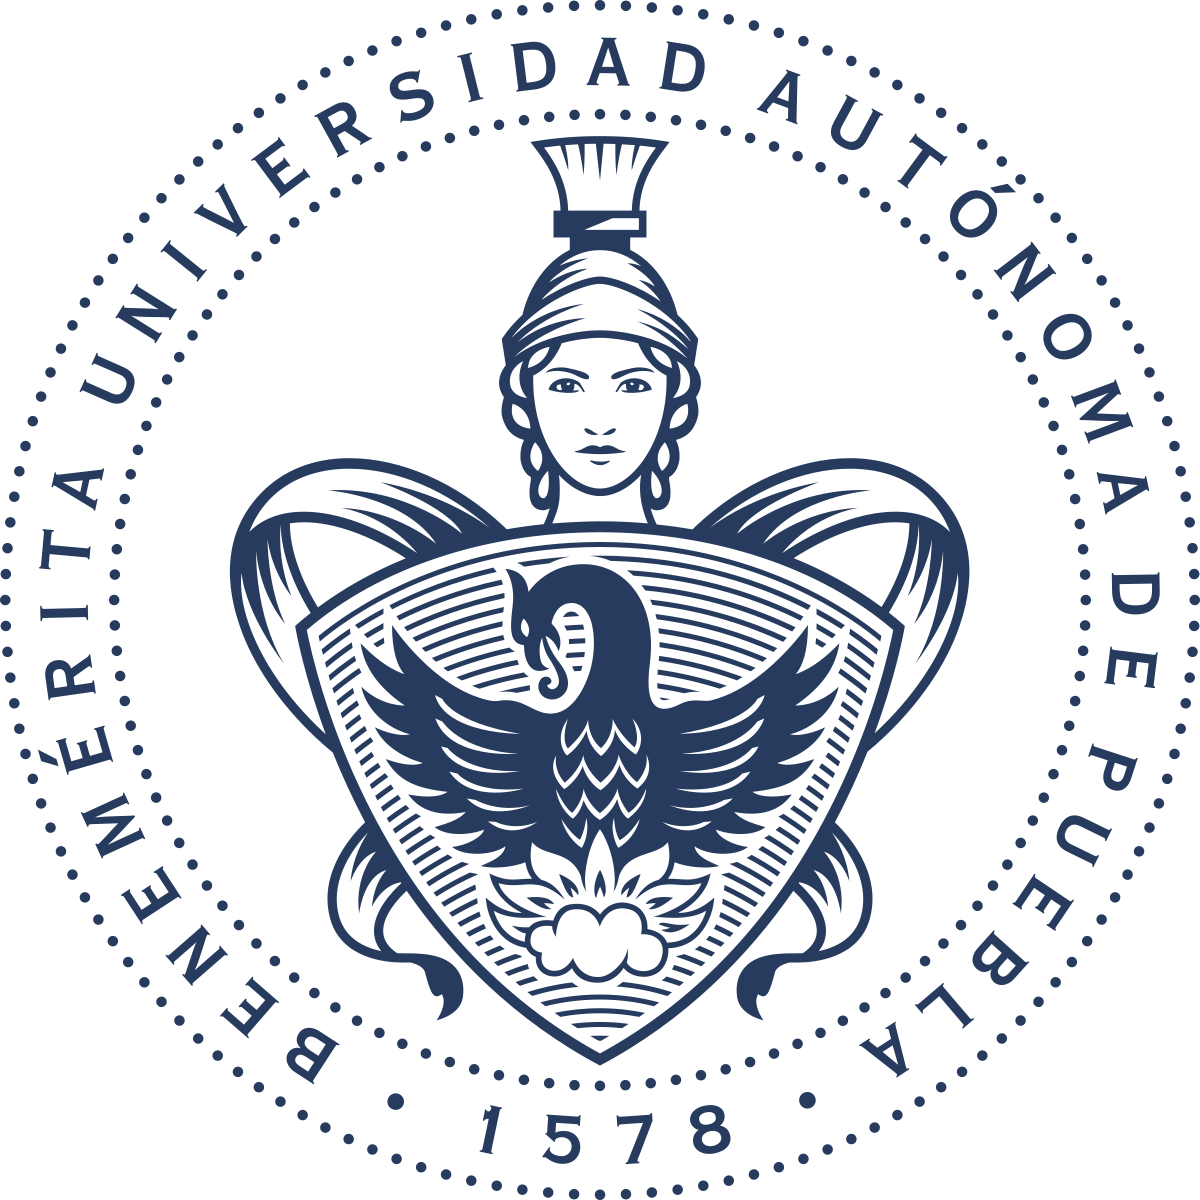 BENEMÉRITA UNIVERSIDAD AUTÓNOMA DE PUEBLA
• 1578 •